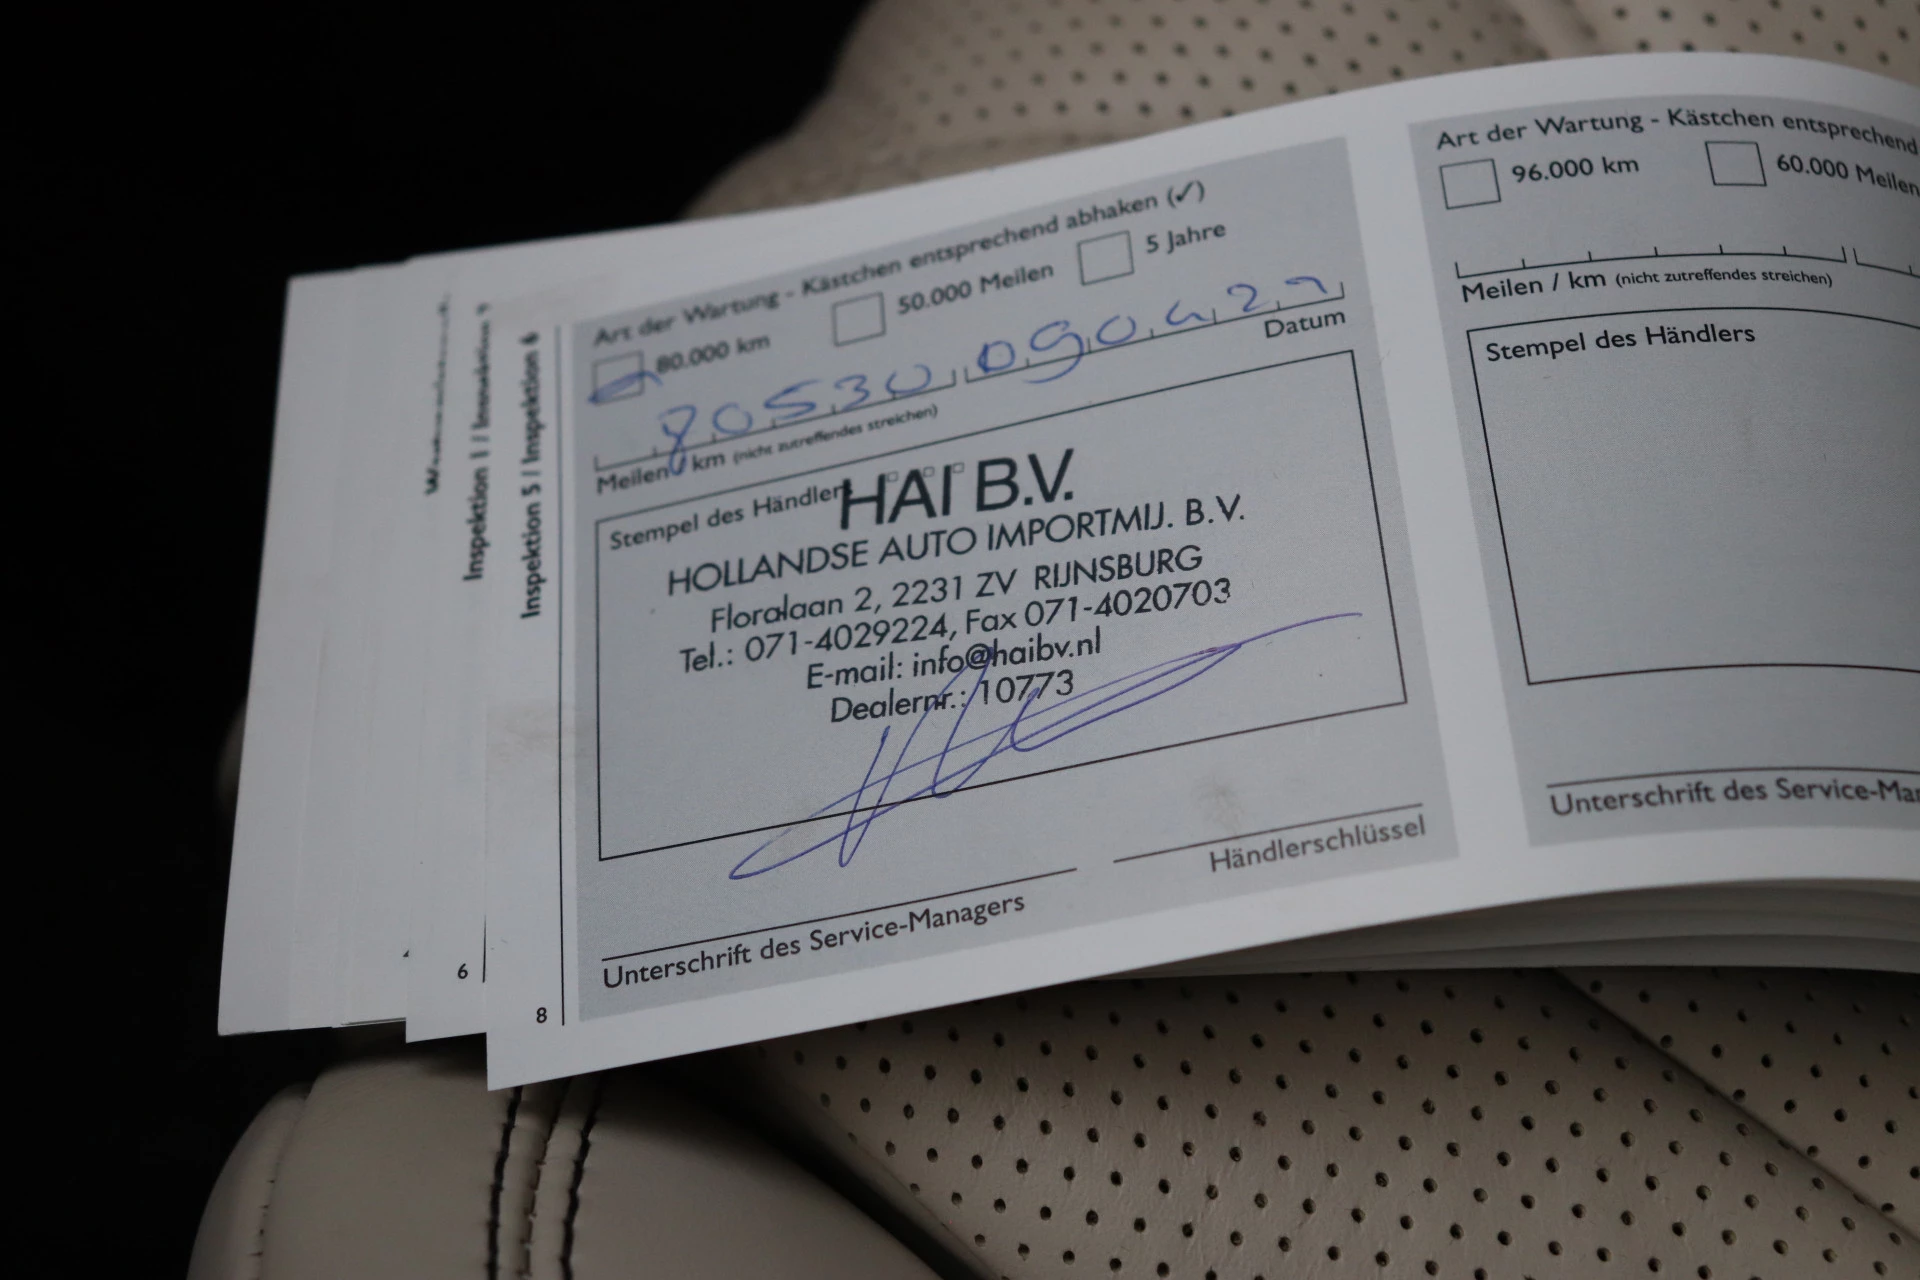 Inspektion 1 / Inspektion
Inspektion 5 / Inspektion 6
6
8
Art der Wartung - Kästchen entsprechend abhaken (✓)
80.000 km
50.000 Meilen
5 Jahre
80530
Datum
Meilen / km (nicht zutreffendes streichen)
Stempel des Händlers
HAI B.V.
HOLLANDSE AUTO IMPORTMIJ. B.V.
Floralaan 2, 2231 ZV RIJNSBURG
Tel.: 071-4029224, Fax 071-4020703
E-mail: info@haibv.nl
Dealernr.: 10773
Unterschrift des Service-Managers
Händlerschlüssel
Art der Wartung - Kästchen entsprechend
96.000 km
60.000 Meilen
Meilen / km (nicht zutreffendes streichen)
Stempel des Händlers
Unterschrift des Service-Ma